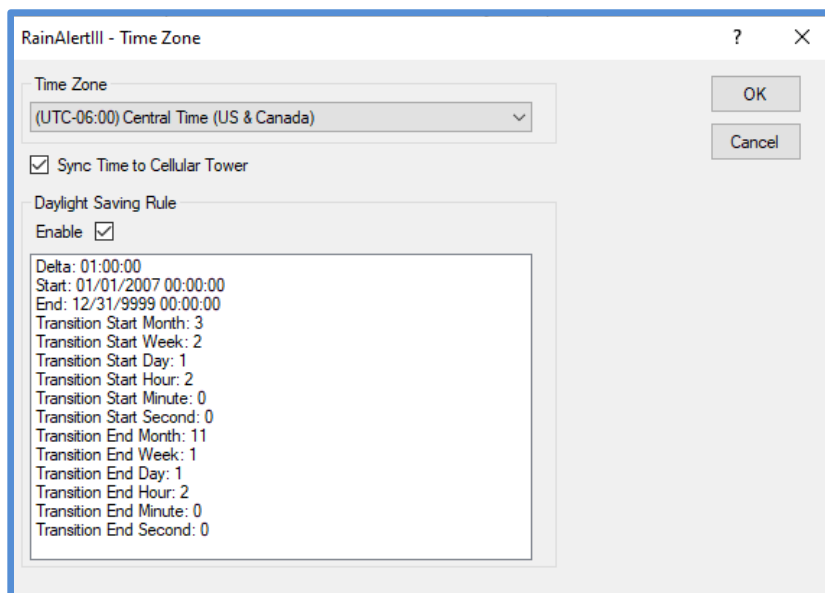 RainAlertIII - Time Zone
Time Zone
(UTC-06:00) Central Time (US & Canada)
OK
Cancel
Sync Time to Cellular Tower
Daylight Saving Rule
Enable
Delta: 01:00:00
Start: 01/01/2007 00:00:00
End: 12/31/9999 00:00:00
Transition Start Month: 3
Transition Start Week: 2
Transition Start Day: 1
Transition Start Hour: 2
Transition Start Minute: 0
Transition Start Second: 0
Transition End Month: 11
Transition End Week: 1
Transition End Day: 1
Transition End Hour: 2
Transition End Minute: 0
Transition End Second: 0